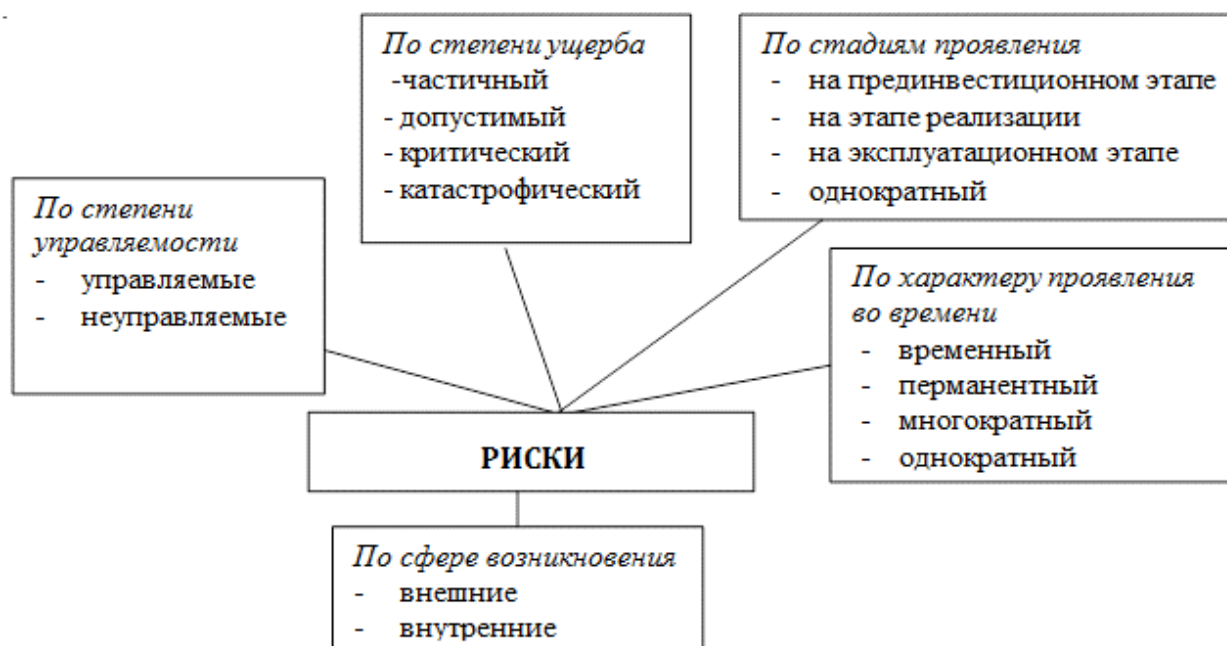 По степени ущерба
-частичный
- допустимый
- критический
- катастрофический
По стадиям проявления
- на прединвестиционном этапе
- на этапе реализации
- на эксплуатационном этапе
- однократный
По степени
управляемости
- управляемые
- неуправляемые
По характеру проявления
во времени
- временный
- перманентный
- многократный
- однократный
РИСКИ
По сфере возникновения
- внешние
- внутренние